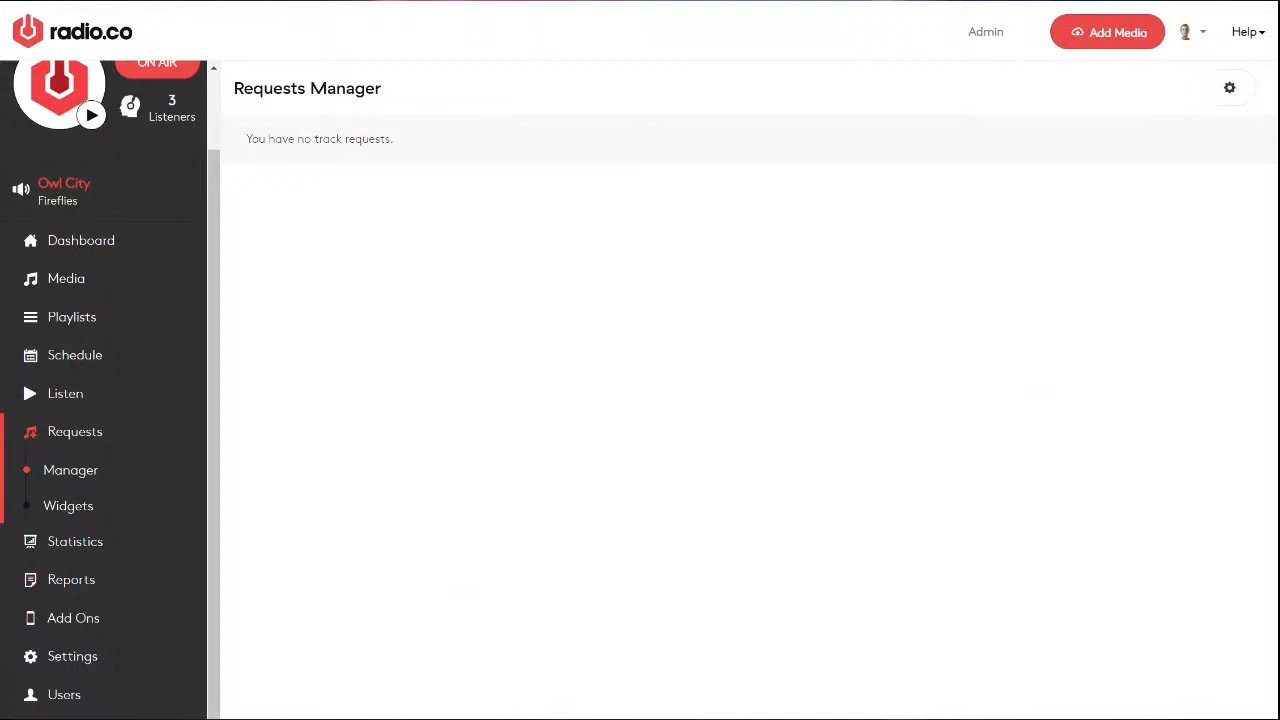 radio.co
Admin
Add Media
Help
ON AIR
3
Listeners
Requests Manager
You have no track requests.
Owl City
Fireflies
Dashboard
Media
Playlists
Schedule
Listen
Requests
Manager
Widgets
Statistics
Reports
Add Ons
Settings
Users